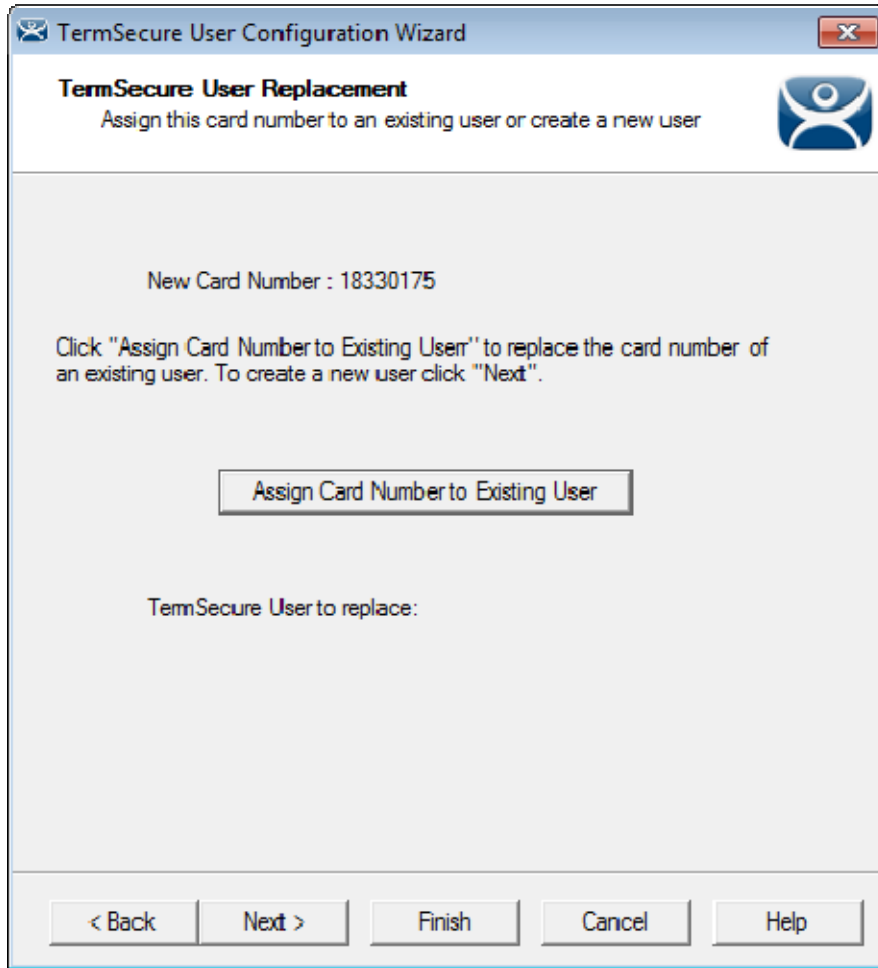 TermSecure User Configuration Wizard
TermSecure User Replacement
Assign this card number to an existing user or create a new user
New Card Number : 18330175
Click "Assign Card Number to Existing User" to replace the card number of
an existing user. To create a new user click "Next".
Assign Card Number to Existing User
TermSecure User to replace:
< Back Next > Finish Cancel Help